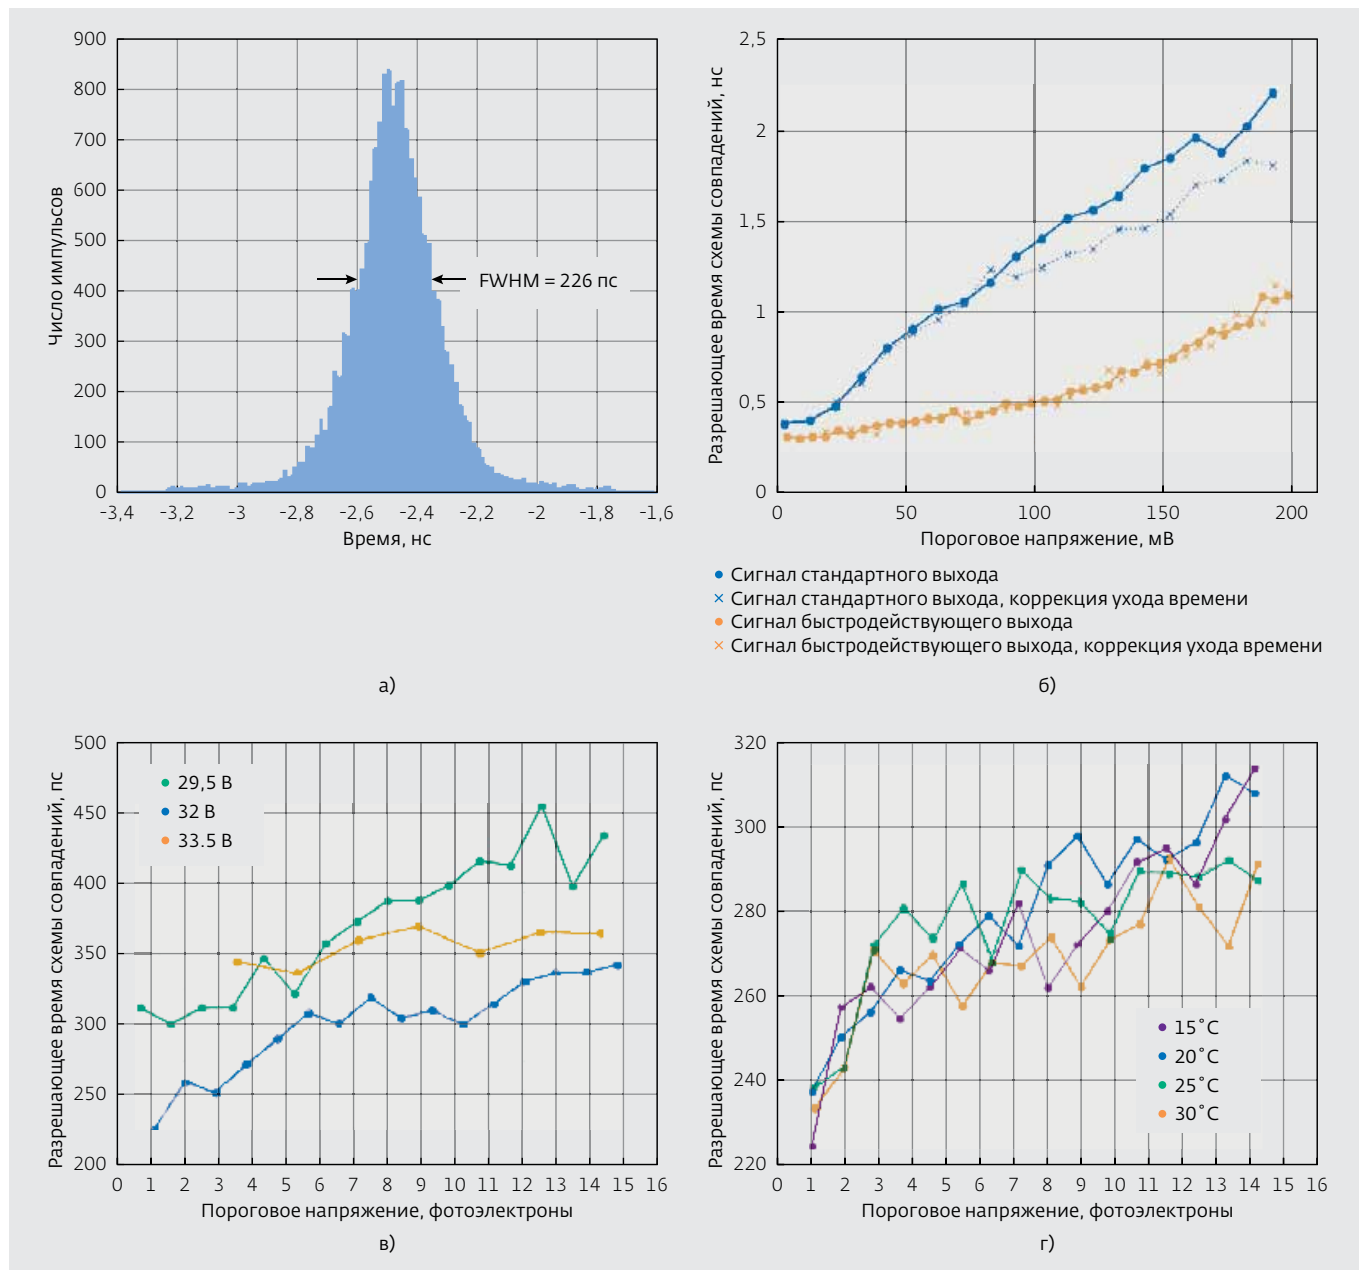 900
800
700
600
500
400
300
200
100
0
Число импульсов
FWHM = 226 пс
-3,4 -3,2 -3 -2,8 -2,6 -2,4 -2,2 -2 -1,8 -1,6
Время, нс
а)
2,5
2
1,5
1
0,5
0
Разрешающее время схемы совпадений, нс
0 50 100 150 200
Пороговое напряжение, мВ
Сигнал стандартного выхода
Сигнал стандартного выхода, коррекция ухода времени
Сигнал быстродействующего выхода
Сигнал быстродействующего выхода, коррекция ухода времени
б)
500
450
400
350
300
250
200
Разрешающее время схемы совпадений, пс
29,5 В
32 В
33.5 В
0 1 2 3 4 5 6 7 8 9 10 11 12 13 14 15 16
Пороговое напряжение, фотоэлектроны
в)
320
300
280
260
240
220
Разрешающее время схемы совпадений, пс
15˚C
20˚C
25˚C
30˚C
0 1 2 3 4 5 6 7 8 9 10 11 12 13 14 15 16
Пороговое напряжение, фотоэлектроны
г)